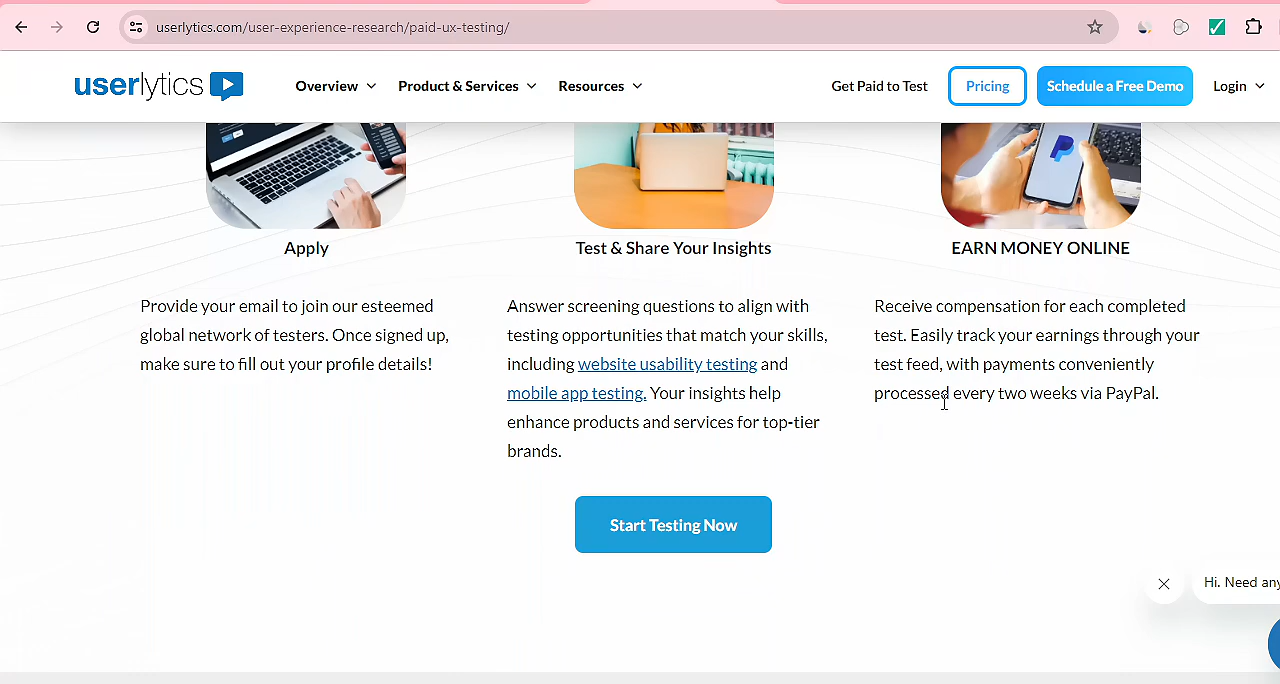 userlytics.com/user-experience-research/paid-ux-testing/
userlytics
Overview
Product & Services
Resources
Get Paid to Test
Pricing
Schedule a Free Demo
Login
Apply
Provide your email to join our esteemed
global network of testers. Once signed up,
make sure to fill out your profile details!
Test & Share Your Insights
Answer screening questions to align with
testing opportunities that match your skills,
including website usability testing and
mobile app testing. Your insights help
enhance products and services for top-tier
brands.
EARN MONEY ONLINE
Receive compensation for each completed
test. Easily track your earnings through your
test feed, with payments conveniently
processed every two weeks via PayPal.
Start Testing Now
Hi. Need any